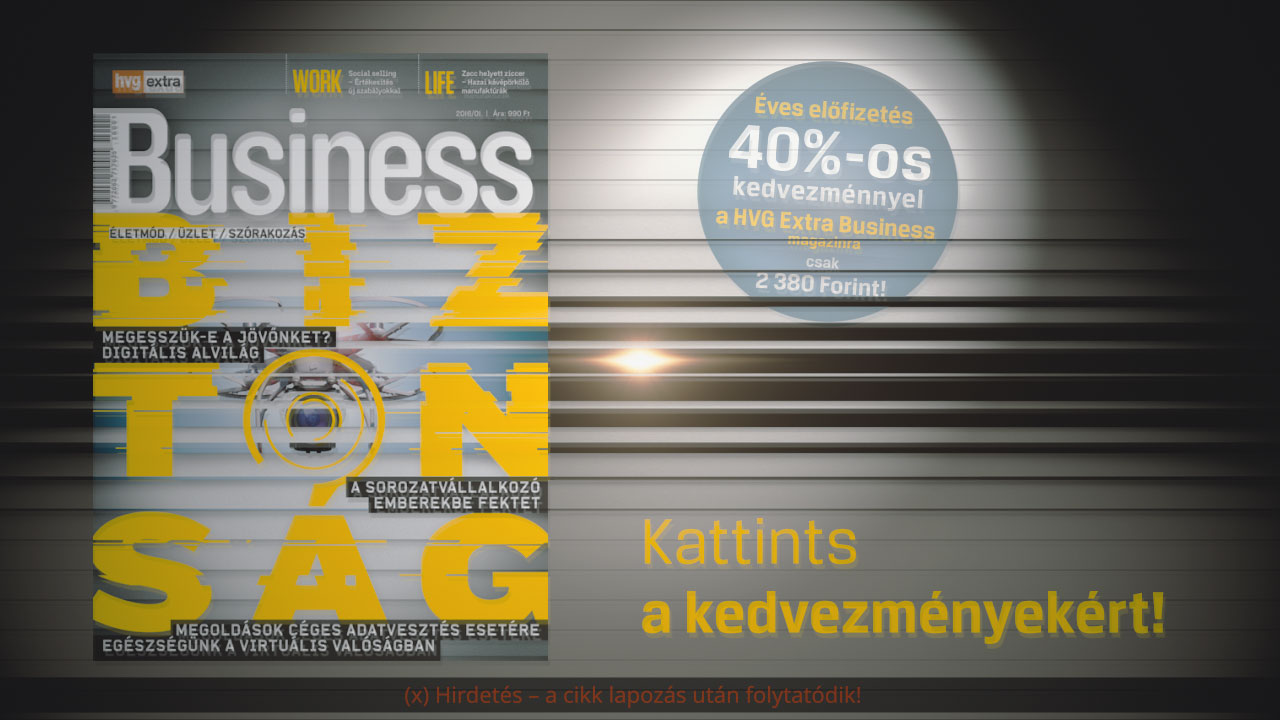 hvg extra
WORK
Social selling
– Értékesítés
új szabályokkal
LIFE
Zacc helyett ziccer
– Hazai kávépörkölő
manufaktúrák
Ára: 990 Ft
Business
ÉLETMÓD / ÜZLET / SZÓRAKOZÁS
BIZ
MEGESSZÜK-E A JÖVŐNKET?
DIGITÁLIS ALVILÁG
TON
A SOROZATVÁLLALKOZÓ
EMBEREKBE FEKTET
SÁG
MEGOLDÁSOK CÉGES ADATVESZTÉS ESETÉRE
EGÉSZSÉGÜNK A VIRTUÁLIS VALÓSÁGBAN
Éves előfizetés
40%-os
kedvezménnyel
a HVG Extra Business
magazinra
csak
2 380 Forint!
Kattints
a kedvezményekért!
(x) Hirdetés – a cikk lapozás után folytatódik!